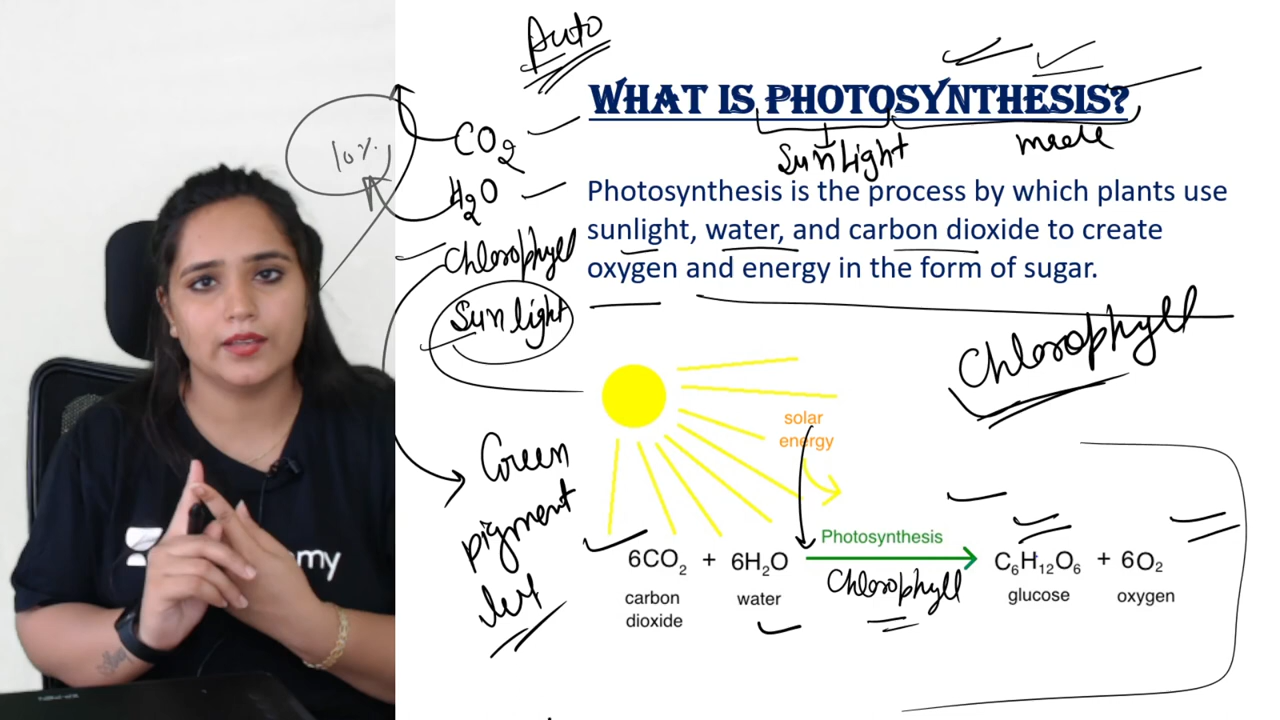 Auto
WHAT IS PHOTOSYNTHESIS?
Sunlight
10%
CO2
H2O
Chlorophyll
Sunlight
Photosynthesis is the process by which plants use
sunlight, water, and carbon dioxide to create
oxygen and energy in the form of sugar.
Chlorophyll
solar
energy
Green
pigment
Photosynthesis
6CO2 + 6H2O C6H12O6 + 6O2
Chlorophyll
carbon
dioxide
water
glucose
oxygen
my